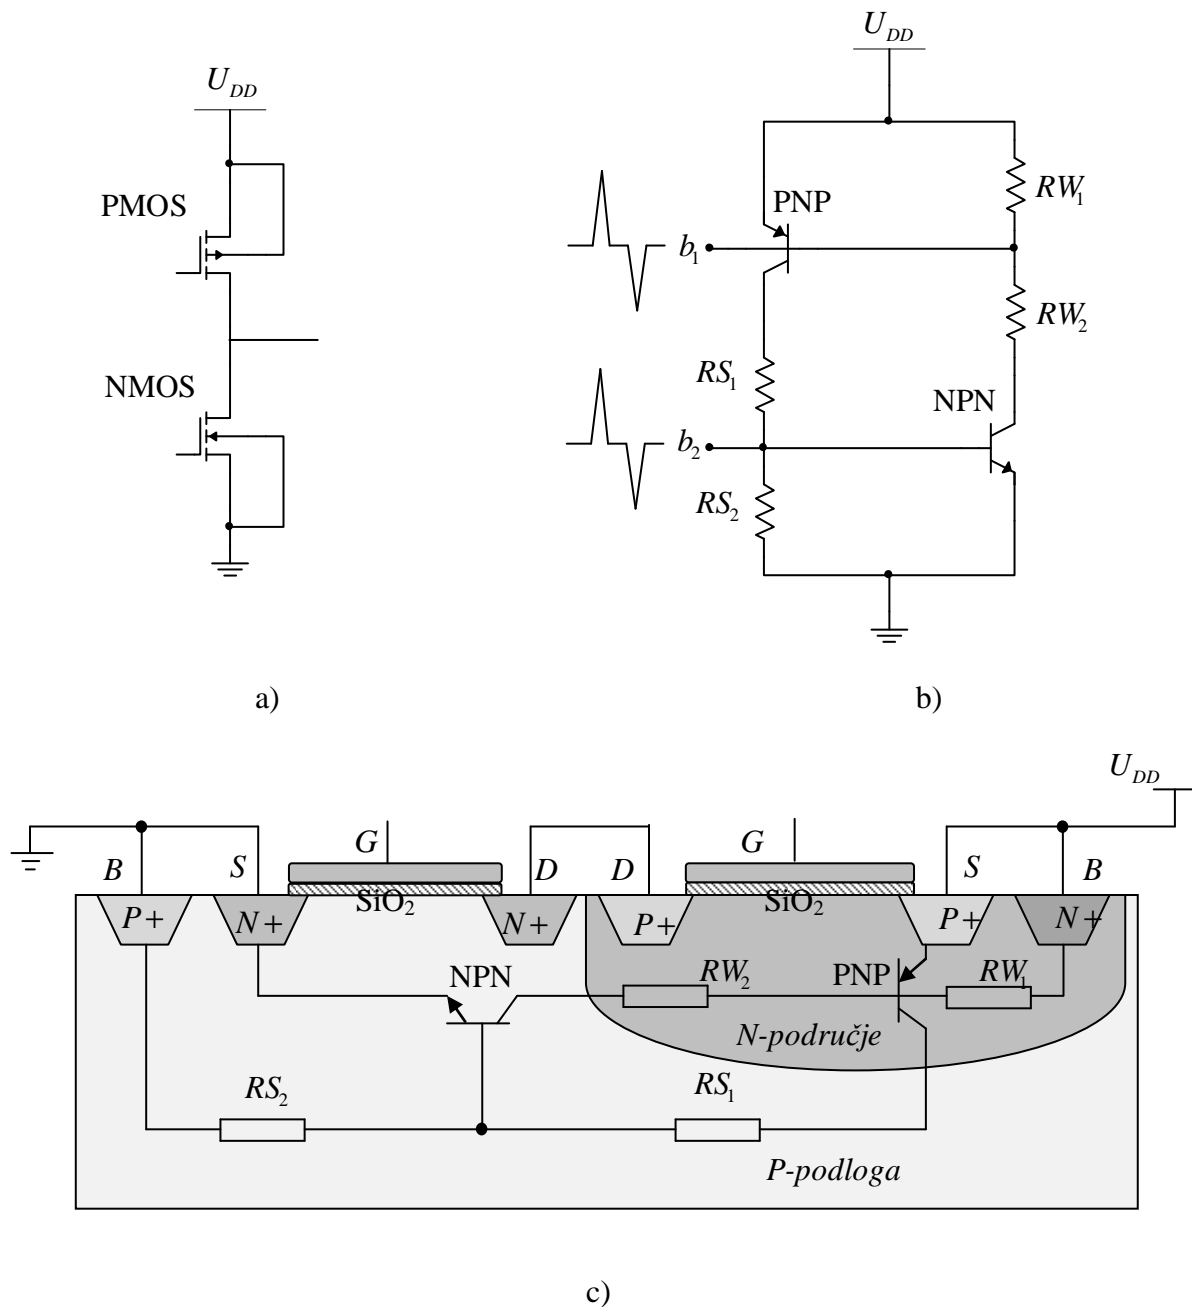 U_DD
PMOS
NMOS
a)
U_DD
PNP
RW_1
b_1
RW_2
RS_1
NPN
b_2
RS_2
b)
U_DD
B
S
G
D
D
G
S
B
SiO_2
SiO_2
P+
N+
N+
P+
P+
N+
NPN
RW_2
PNP
RW_1
N-područje
RS_2
RS_1
P-podloga
c)